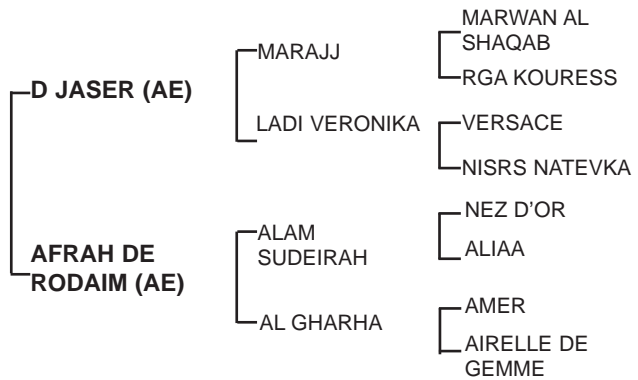 MARWAN AL
SHAQAB
MARAJJ
RGA KOURESS
D JASER (AE)
LADI VERONIKA
VERSACE
NISRS NATEVKA
NEZ D'OR
ALAM
SUDEIRAH
ALIAA
AFRAH DE
RODAIM (AE)
AL GHARHA
AMER
AIRELLE DE
GEMME